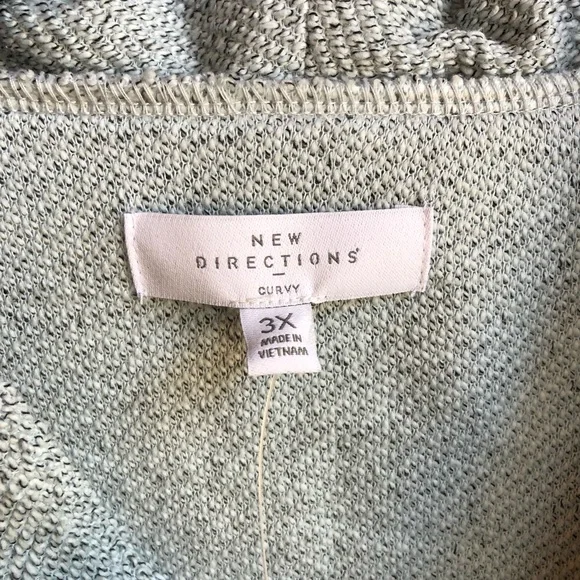 NEW
DIRECTIONS®
CURVY
3X
MADE IN
VIETNAM